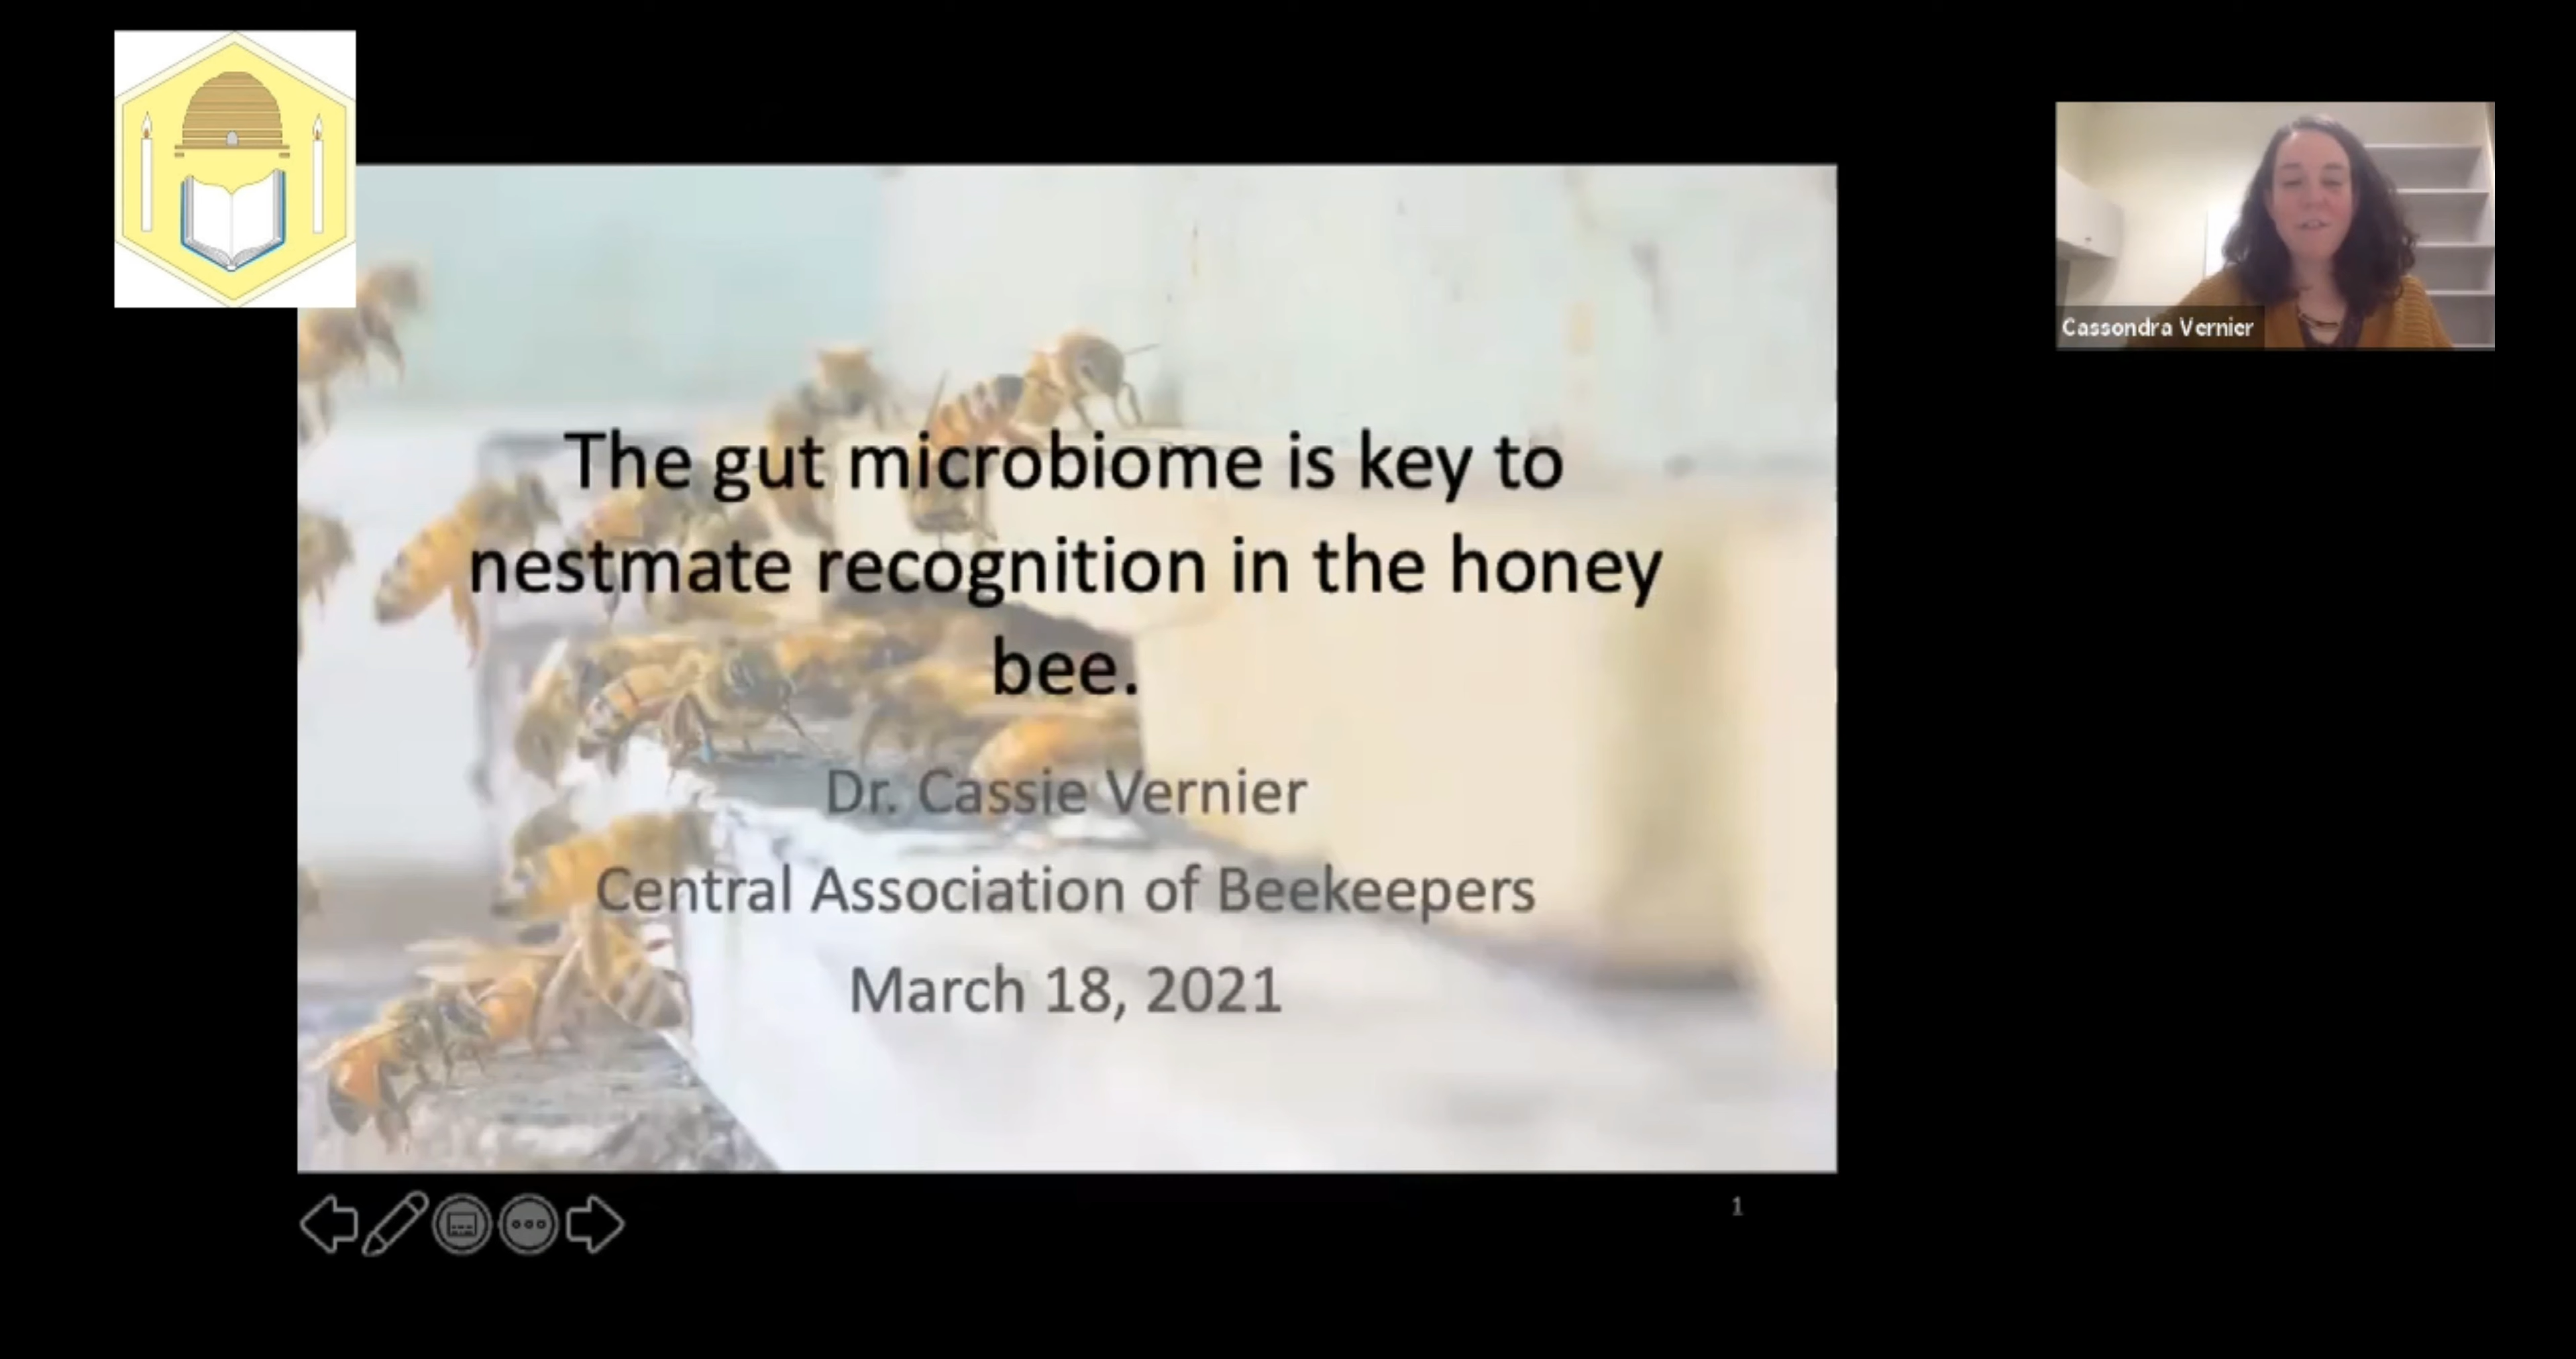 The gut microbiome is key to
nestmate recognition in the honey
bee.
Dr. Cassie Vernier
Central Association of Beekeepers
March 18, 2021
1
Cassondra Vernier